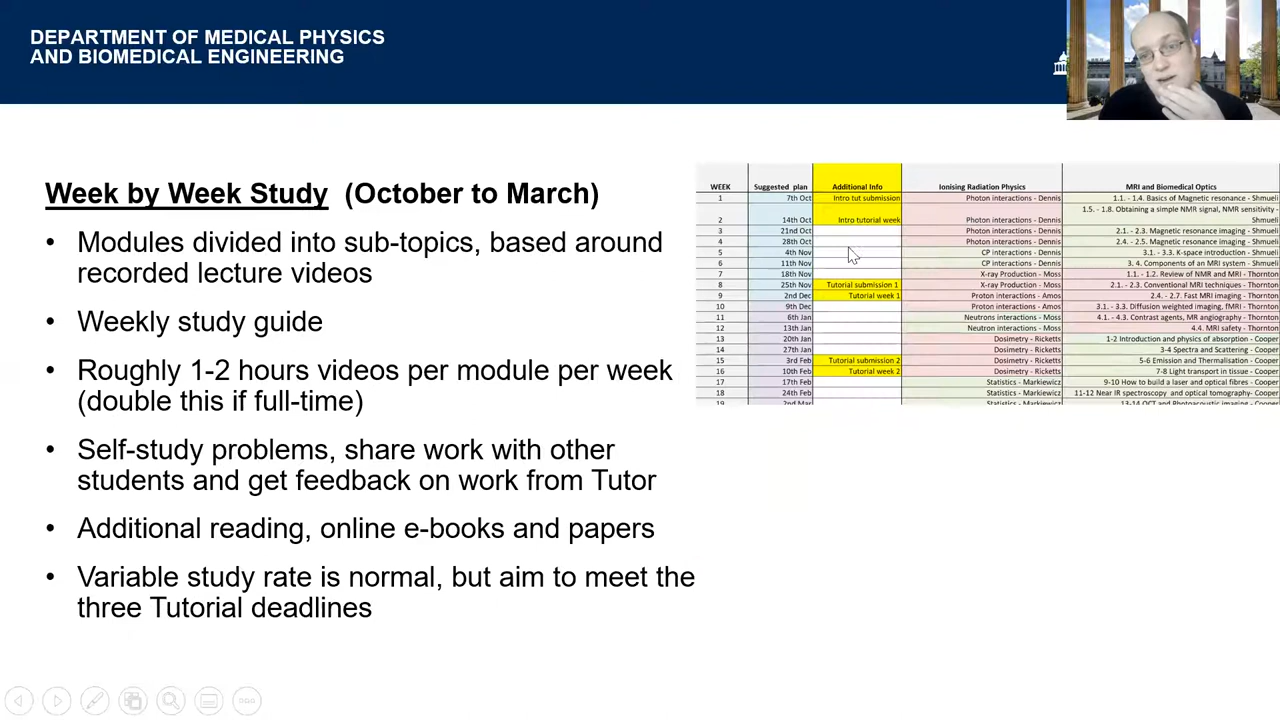 DEPARTMENT OF MEDICAL PHYSICS
AND BIOMEDICAL ENGINEERING
Week by Week Study (October to March)
• Modules divided into sub-topics, based around
recorded lecture videos
• Weekly study guide
• Roughly 1-2 hours videos per module per week
(double this if full-time)
• Self-study problems, share work with other
students and get feedback on work from Tutor
• Additional reading, online e-books and papers
• Variable study rate is normal, but aim to meet the
three Tutorial deadlines
WEEK Suggested plan Additional Info Ionising Radiation Physics MRI and Biomedical Optics
1 7th Oct Intro tut submission Photon interactions - Dennis 1.1. - 1.4. Basics of Magnetic resonance - Shmueli
1.5. - 1.8. Obtaining a simple NMR signal, NMR sensitivity -
2 14th Oct Intro tutorial week Photon interactions - Dennis Shmueli
3 21nd Oct Photon interactions - Dennis 2.1. - 2.3. Magnetic resonance imaging - Shmueli
4 28th Oct Photon interactions - Dennis 2.4. - 2.5. Magnetic resonance imaging - Shmueli
5 4th Nov CP interactions - Dennis 3.1. - 3.3. K-space introduction - Shmueli
6 11th Nov CP interactions - Dennis 3. 4. Components of an MRI system - Shmueli
7 18th Nov X-ray Production - Moss 1.1. - 1.2. Review of NMR and MRI - Thornton
8 25th Nov Tutorial submission 1 X-ray Production - Moss 2.1. - 2.3. Conventional MRI techniques - Thornton
9 2nd Dec Tutorial week 1 Proton interactions - Amos 2.4. - 2.7. Fast MRI imaging - Thornton
10 9th Dec Proton interactions - Amos 3.1. - 3.3. Diffusion weighted imaging, fMRI - Thornton
11 6th Jan Neutrons interactions - Moss 4.1. - 4.3. Contrast agents, MR angiography - Thornton
12 13th Jan Neutron interactions - Moss 4.4. MRI safety - Thornton
13 20th Jan Dosimetry - Ricketts 1-2 Introduction and physics of absorption - Cooper
14 27th Jan Dosimetry - Ricketts 3-4 Spectra and Scattering - Cooper
15 3rd Feb Tutorial submission 2 Dosimetry - Ricketts 5-6 Emission and Thermalisation - Cooper
16 10th Feb Tutorial week 2 Dosimetry - Ricketts 7-8 Light transport in tissue - Cooper
17 17th Feb Statistics - Markiewicz 9-10 How to build a laser and optical fibres - Cooper
18 24th Feb Statistics - Markiewicz 11-12 Near IR spectroscopy and optical tomography- Cooper
19 2nd Mar Statistics - Markiewicz 13-14 OCT and Photoacoustic imaging - Cooper